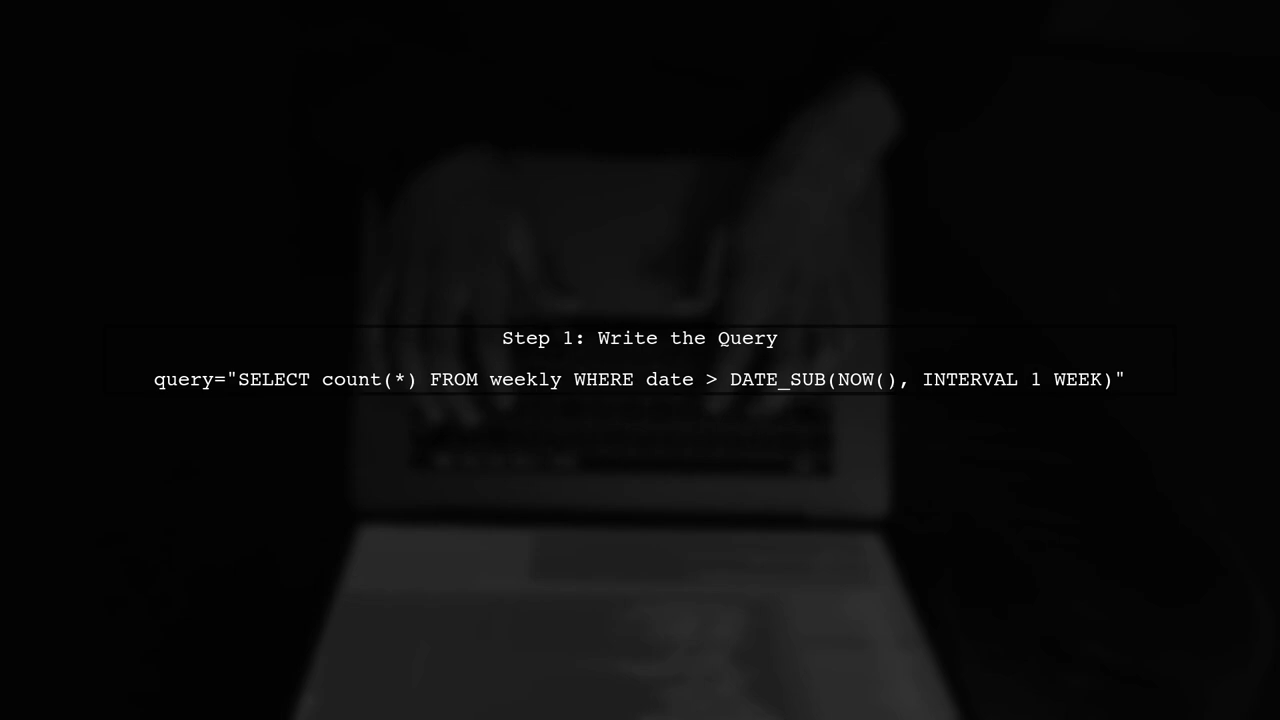 Step 1: Write the Query
query="SELECT count(*) FROM weekly WHERE date > DATE_SUB(NOW(), INTERVAL 1 WEEK)"